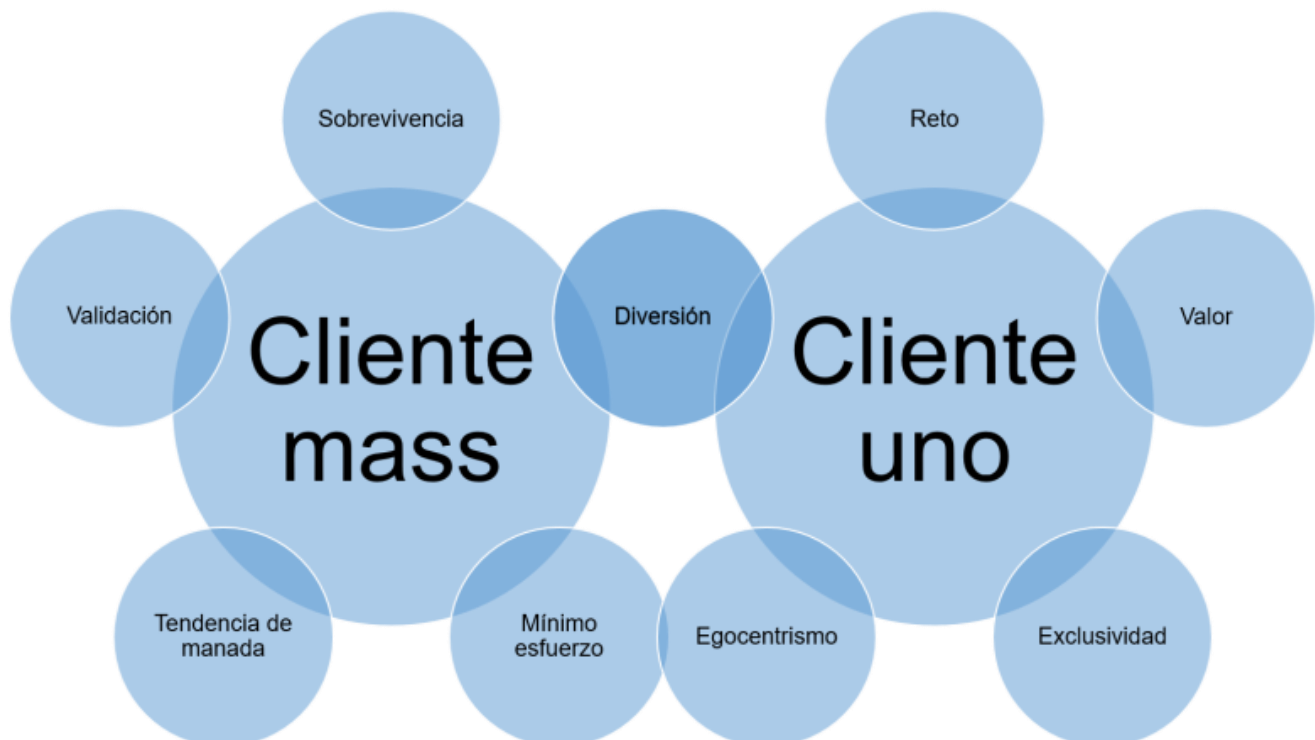 Sobrevivencia
Reto
Validación
Diversión
Valor
Cliente
mass
Cliente
uno
Tendencia de
manada
Mínimo
esfuerzo
Egocentrismo
Exclusividad